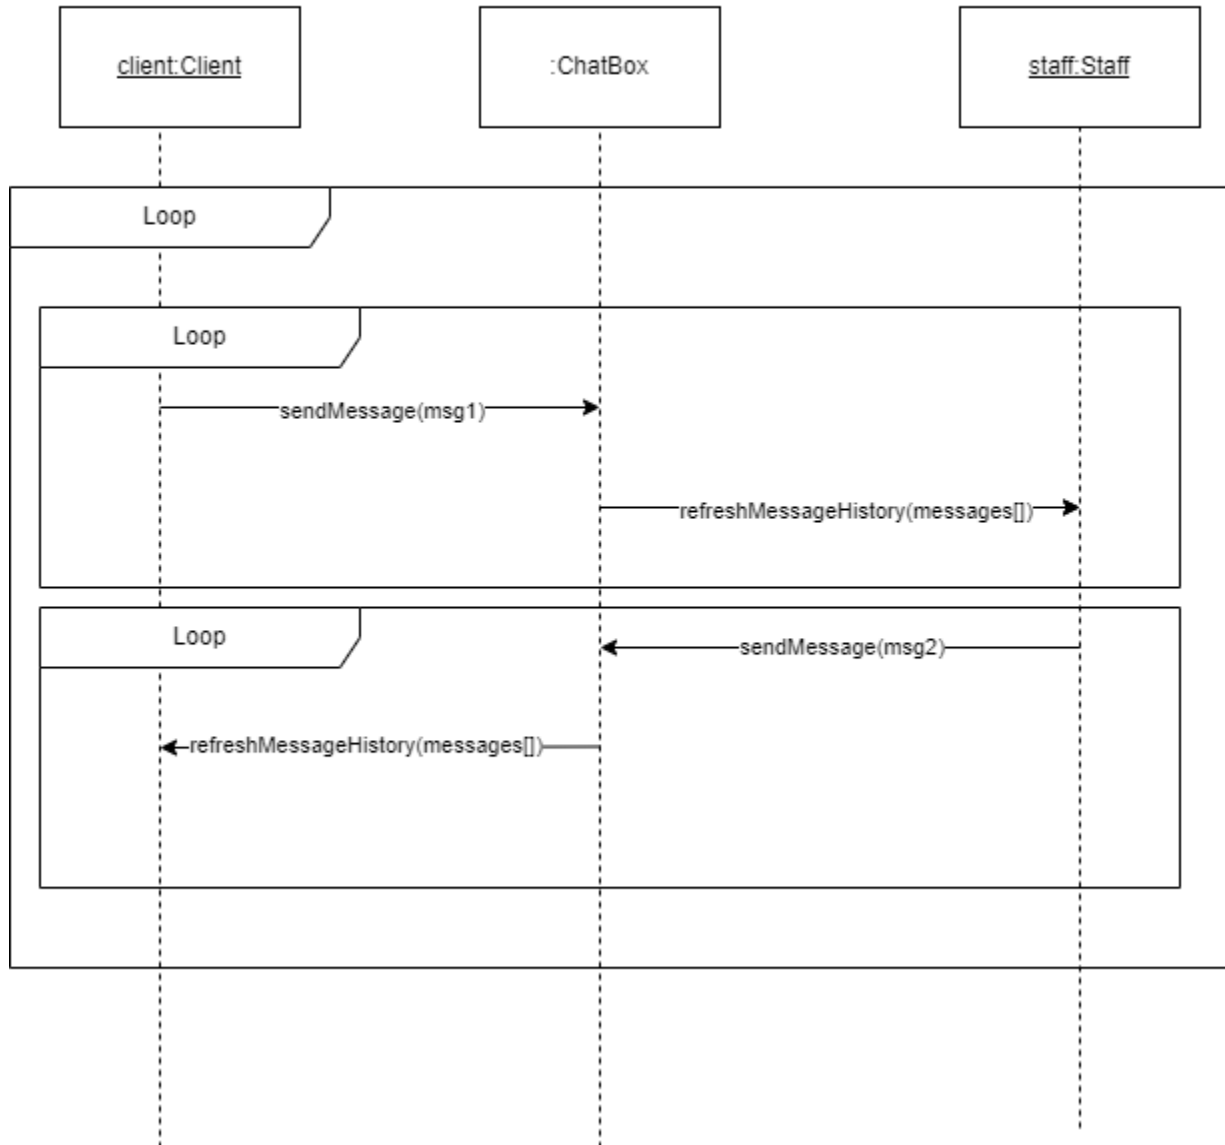 client:Client
:ChatBox
staff:Staff
Loop
Loop
sendMessage(msg1)
refreshMessageHistory(messages[])
Loop
sendMessage(msg2)
refreshMessageHistory(messages[])